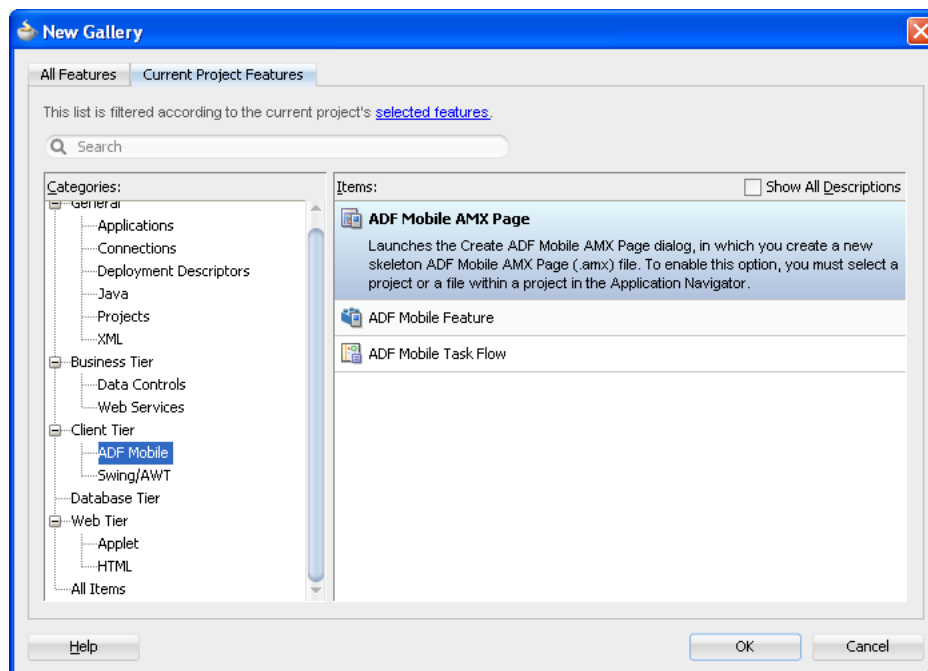 New Gallery
All Features
Current Project Features
This list is filtered according to the current project's selected features.
Search
Categories:
General
Applications
Connections
Deployment Descriptors
Java
Projects
XML
Business Tier
Data Controls
Web Services
Client Tier
ADF Mobile
Swing/AWT
Database Tier
Web Tier
Applet
HTML
All Items
Items:
Show All Descriptions
ADF Mobile AMX Page
Launches the Create ADF Mobile AMX Page dialog, in which you create a new
skeleton ADF Mobile AMX Page (.amx) file. To enable this option, you must select a
project or a file within a project in the Application Navigator.
ADF Mobile Feature
ADF Mobile Task Flow
Help
OK
Cancel